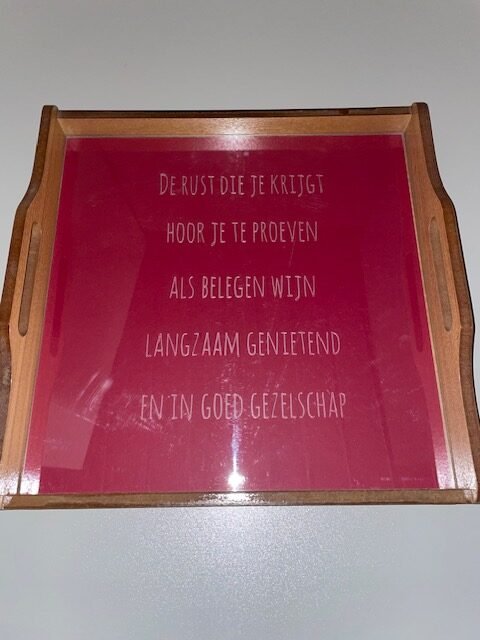 De rust die je krijgt
hoor je te proeven
als belegen wijn
langzaam genietend
en in goed gezelschap